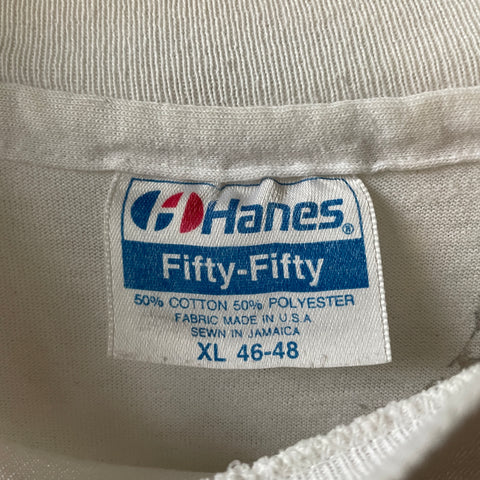 Hanes®
Fifty-Fifty
50% COTTON 50% POLYESTER
FABRIC MADE IN U.S.A
SEWN IN JAMAICA
XL 46-48